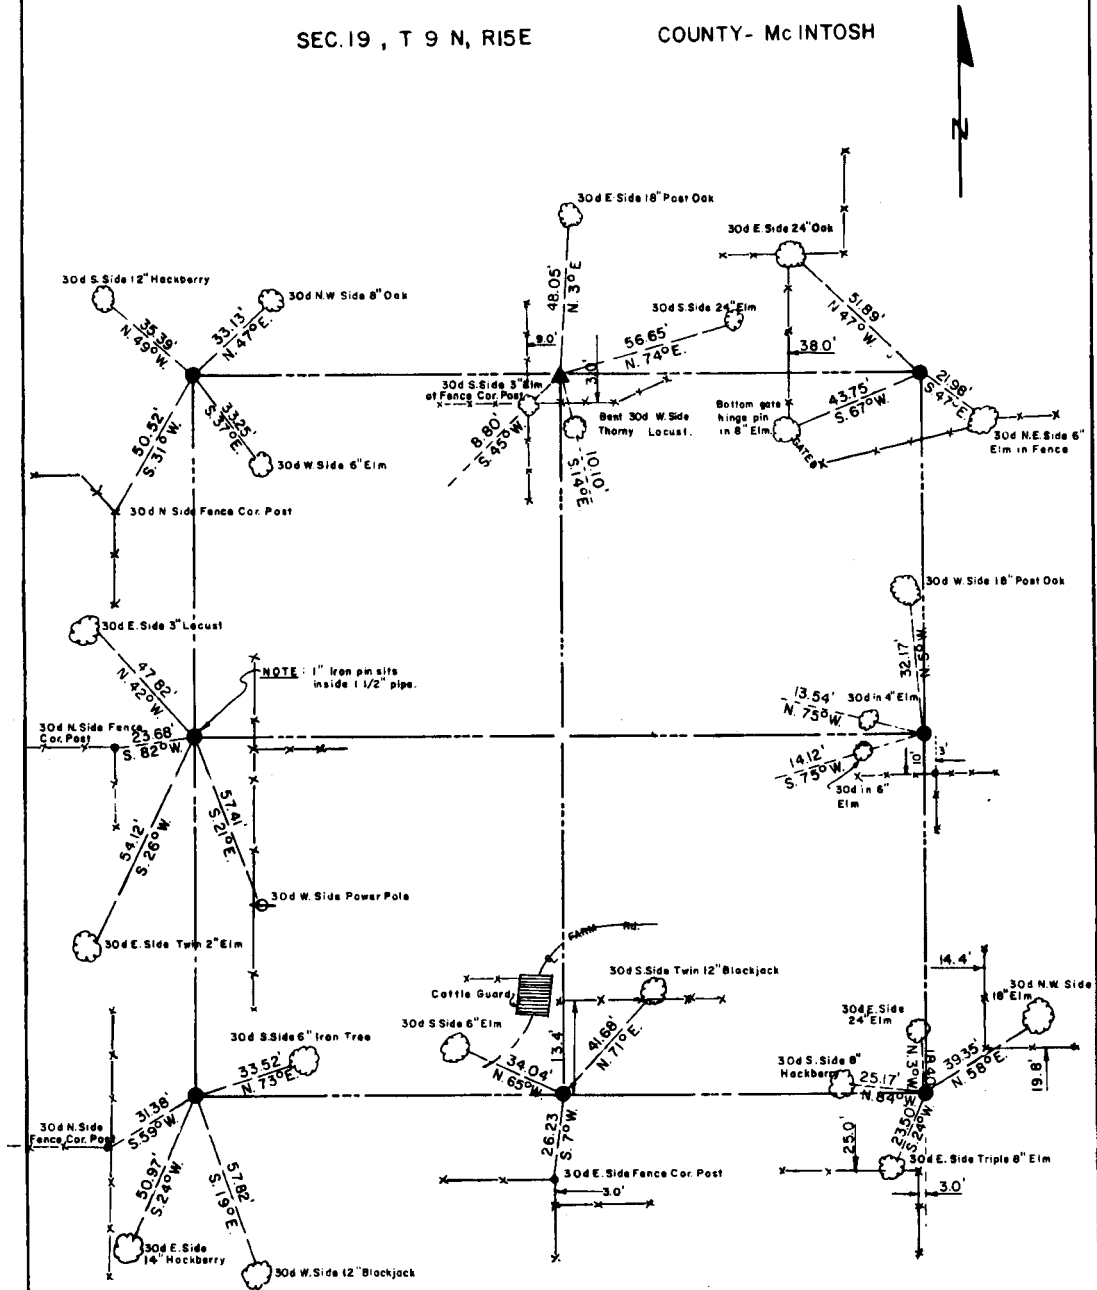 SEC.19 , T 9 N, R15E
COUNTY- Mc INTOSH
N
30d E. Side 18" Post Oak
30d E. Side 24" Oak
30d S. Side 12" Hackberry
30d N.W Side 8" Oak
30d S. Side 24" Elm
48.05'
N. 3° E
51.89'
N 47° W.
35.39'
N. 49° W.
33.13'
N. 47° E.
9.0'
56.65'
N. 74° E.
38.0'
3.0'
30d S. Side 3" Elm
at Fence Cor. Post
43.75'
S. 67° W.
21.98'
S. 47° E.
Bent 30d W. Side
Thorny Locust.
Bottom gate
hinge pin
in 8" Elm
GATE
30d N.E. Side 6"
Elm in Fence
50.52'
S. 31° W.
33.25'
S. 37° E.
30d W. Side 6" Elm
8.80'
S. 45° W.
10.10'
S. 14° E
30d N Side Fence Cor. Post
30d W. Side 18" Post Oak
30d E. Side 3" Locust
47.82'
N. 42° W.
NOTE : 1" Iron pin sits
inside 1 1/2" pipe.
32.17'
N. 5° W.
13.54'
N. 75° W.
30d in 4" Elm
30d N. Side Fence
Cor. Post
23.68'
S. 82° W.
14.12'
S. 75° W.
10'
3'
30d in 6"
Elm
57.41'
S. 21° E.
54.12'
S. 26° W.
30d W. Side Power Pole
30d E. Side Twin 2" Elm
FARM Rd.
30d S. Side Twin 12" Blackjack
14.4'
Cattle Guard
30d N.W. Side
18" Elm
30d S. Side 6" Elm
30d E. Side
24" Elm
30d S. Side 6" Iron Tree
13.4'
41.68'
N. 71° E.
33.52'
N. 73° E.
34.04'
N. 65° W.
30d S. Side 8"
Hackberry
25.17'
N. 84° W.
18.40'
N. 3° W.
39.35'
N. 58° E.
19.8'
31.38'
S. 59° W.
30d N. Side
Fence Cor. Post
26.23
S. 7° W.
23.50'
S. 24° W.
25.0'
30d E. Side Triple 8" Elm
50.97'
S. 24° W.
57.82'
S. 19° E.
30d E. Side Fence Cor. Post
3.0'
3.0'
30d E. Side
14" Hackberry
30d W. Side 12" Blackjack